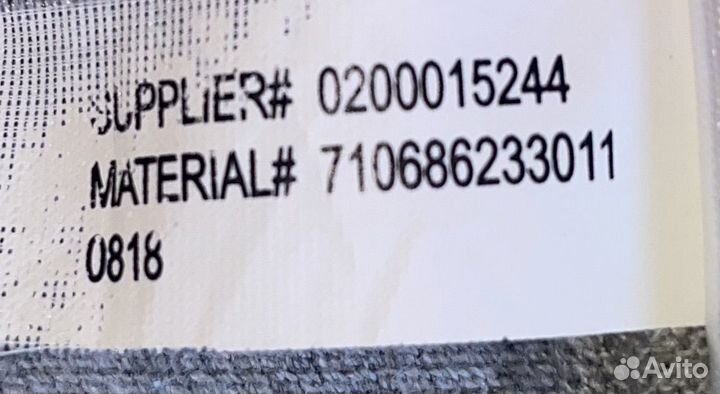 SUPPLIER# 0200015244
MATERIAL# 710686233011
0818
Avito